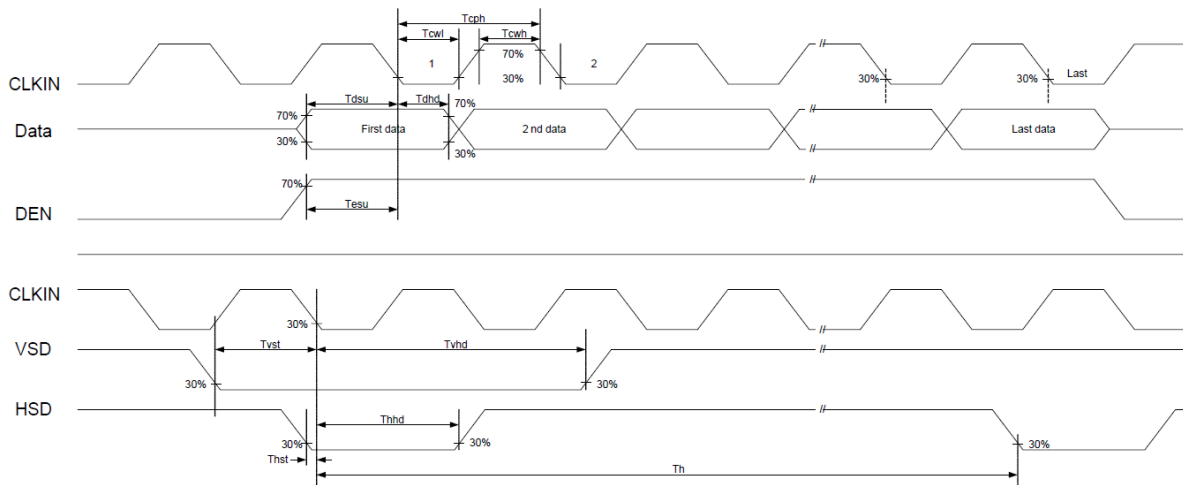 Tcph
Tcwl Tcwh
CLKIN 1 70% 30% 2 // 30% 30% Last
Tdsu Tdhd
Data 70% 30% First data 70% 30% 2 nd data // Last data
DEN 70% Tesu //
CLKIN 30% //
VSD 30% Tvst Tvhd 30% //
HSD 30% Thhd 30% // 30%
Thst Th